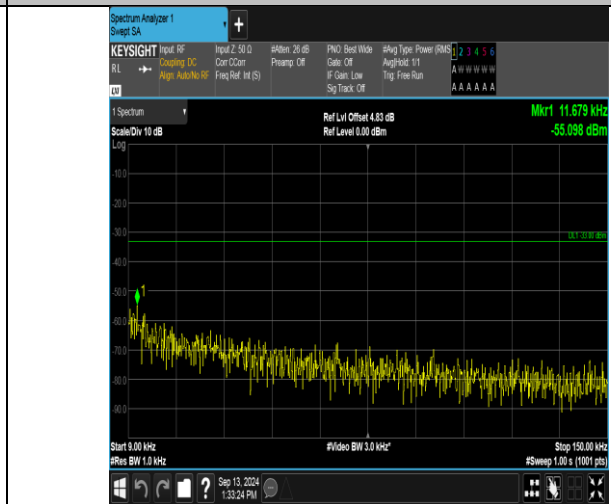 Spectrum Analyzer 1
Swept SA
+
KEYSIGHT Input: RF Input Z: 50 Ω #Atten: 26 dB PNO: Best Wide #Avg Type: Power (RMS 1 2 3 4 5 6
RL Coupling: DC Corr CCorr Preamp: Off Gate: Off Avg|Hold: 1/1 A W W W W W
Align: Auto/No RF Freq Ref: Int (S) IF Gain: Low Trig: Free Run
Sig Track: Off A A A A A A
1 Spectrum Ref Lvl Offset 4.83 dB Mkr1 11.679 kHz
Scale/Div 10 dB Ref Level 0.00 dBm -55.098 dBm
Log
-10.0
-20.0
-30.0
DL1 -33.00 dBm
-40.0
-50.0
1
-60.0
-70.0
-80.0
-90.0
Start 9.00 kHz #Video BW 3.0 kHz* Stop 150.00 kHz
#Res BW 1.0 kHz #Sweep 1.00 s (1001 pts)
? Sep 13, 2024
1:33:24 PM